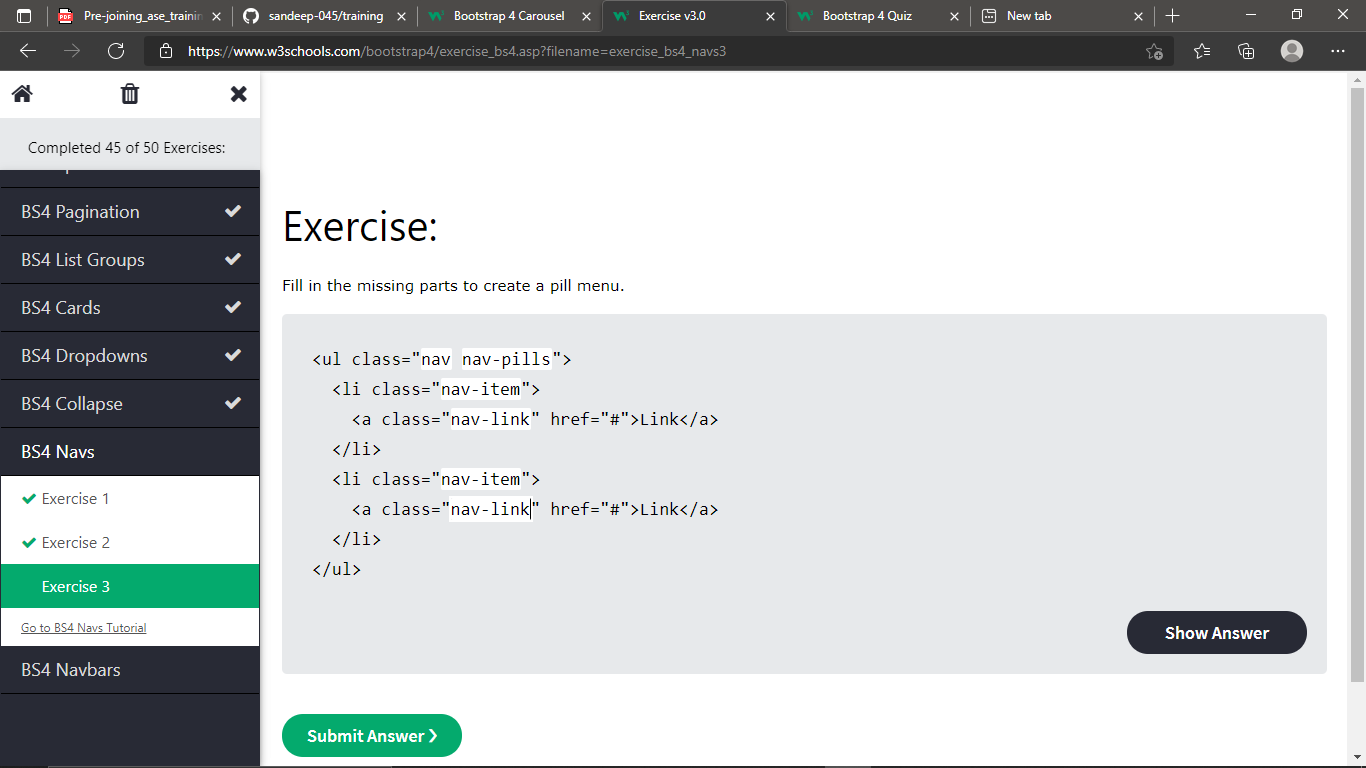 Pre-joining_ase_trainin
sandeep-045/training
Bootstrap 4 Carousel
Exercise v3.0
Bootstrap 4 Quiz
New tab
https://www.w3schools.com/bootstrap4/exercise_bs4.asp?filename=exercise_bs4_navs3
Completed 45 of 50 Exercises:
BS4 Pagination
BS4 List Groups
BS4 Cards
BS4 Dropdowns
BS4 Collapse
BS4 Navs
Exercise 1
Exercise 2
Exercise 3
Go to BS4 Navs Tutorial
BS4 Navbars
Exercise:
Fill in the missing parts to create a pill menu.
<ul class="nav nav-pills">
<li class="nav-item">
<a class="nav-link" href="#">Link</a>
</li>
<li class="nav-item">
<a class="nav-link" href="#">Link</a>
</li>
</ul>
Show Answer
Submit Answer ❯